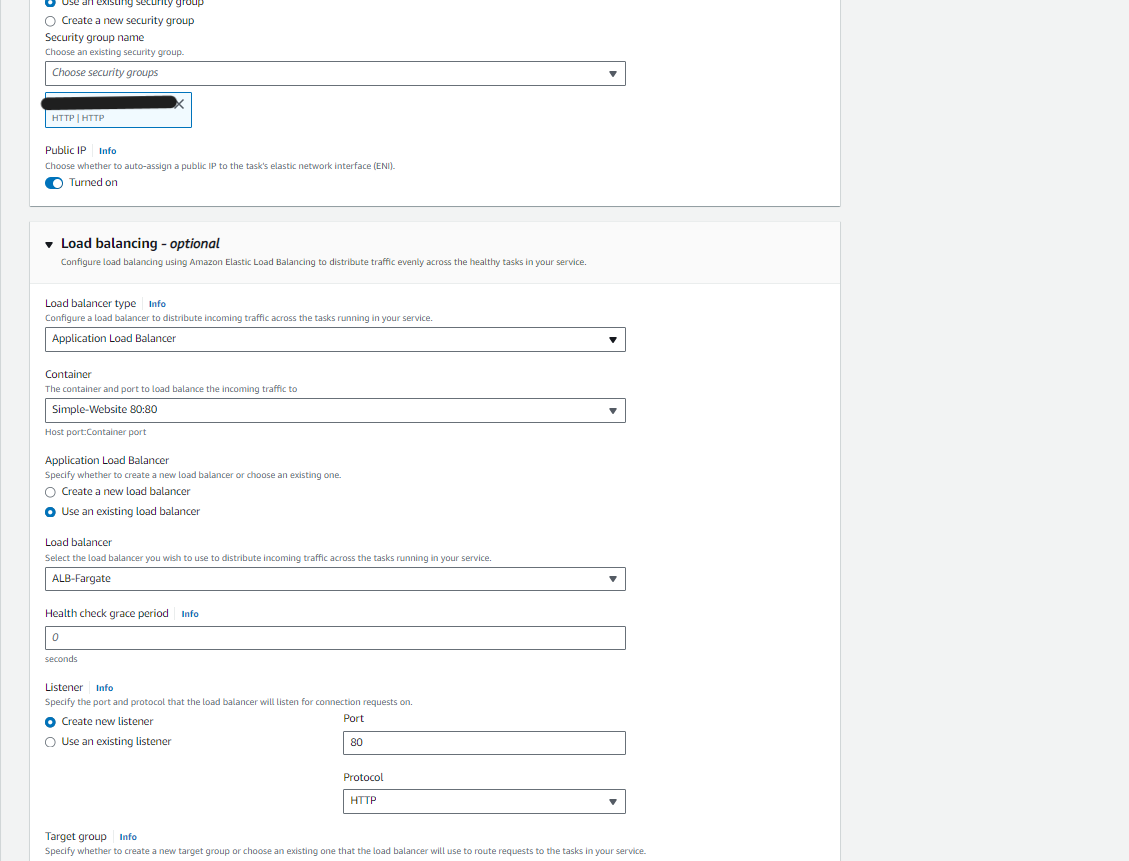 Use an existing security group
Create a new security group
Security group name
Choose an existing security group.
Choose security groups
HTTP | HTTP
Public IP Info
Choose whether to auto-assign a public IP to the task's elastic network interface (ENI).
Turned on
Load balancing - optional
Configure load balancing using Amazon Elastic Load Balancing to distribute traffic evenly across the healthy tasks in your service.
Load balancer type Info
Configure a load balancer to distribute incoming traffic across the tasks running in your service.
Application Load Balancer
Container
The container and port to load balance the incoming traffic to
Simple-Website 80:80
Host port:Container port
Application Load Balancer
Specify whether to create a new load balancer or choose an existing one.
Create a new load balancer
Use an existing load balancer
Load balancer
Select the load balancer you wish to use to distribute incoming traffic across the tasks running in your service.
ALB-Fargate
Health check grace period Info
0
seconds
Listener Info
Specify the port and protocol that the load balancer will listen for connection requests on.
Create new listener
Use an existing listener
Port
80
Protocol
HTTP
Target group Info
Specify whether to create a new target group or choose an existing one that the load balancer will use to route requests to the tasks in your service.